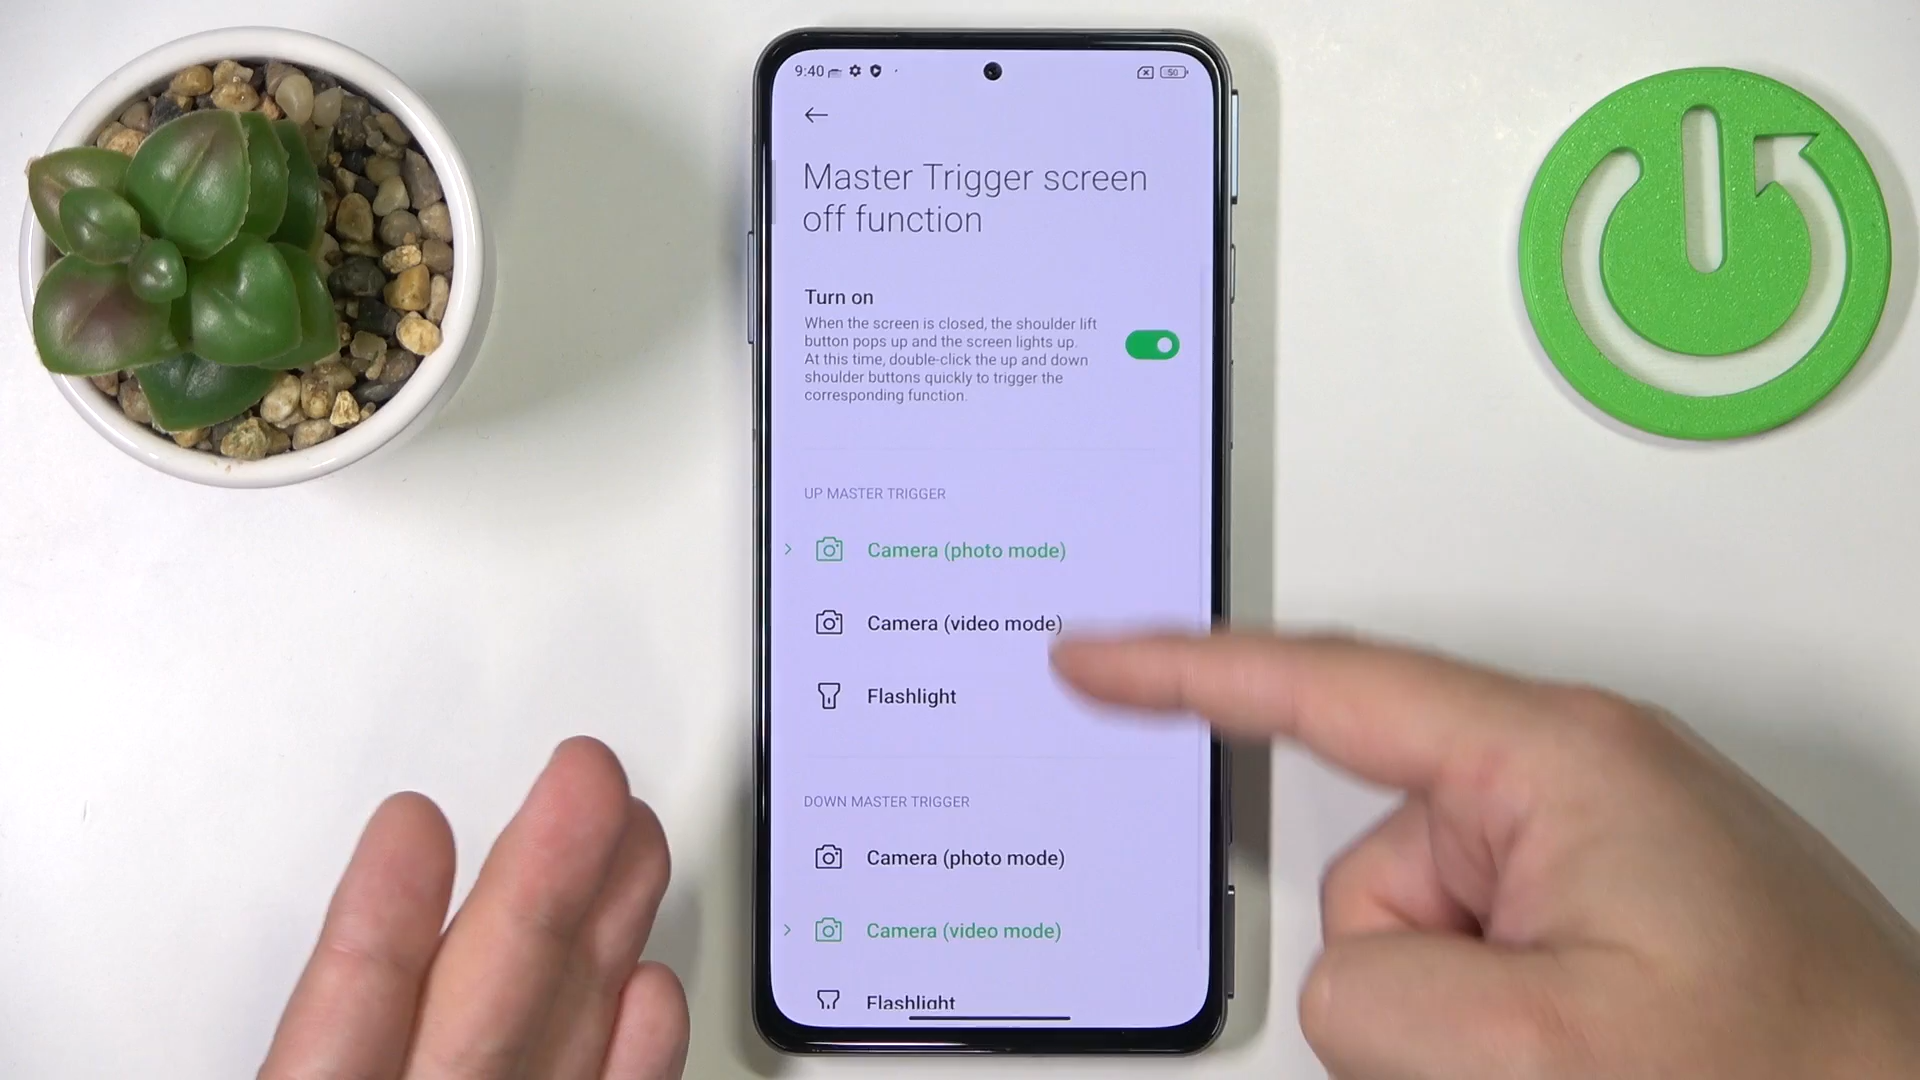 9:40
50
Master Trigger screen
off function
Turn on
When the screen is closed, the shoulder lift
button pops up and the screen lights up.
At this time, double-click the up and down
shoulder buttons quickly to trigger the
corresponding function.
UP MASTER TRIGGER
Camera (photo mode)
Camera (video mode)
Flashlight
DOWN MASTER TRIGGER
Camera (photo mode)
Camera (video mode)
Flashlight